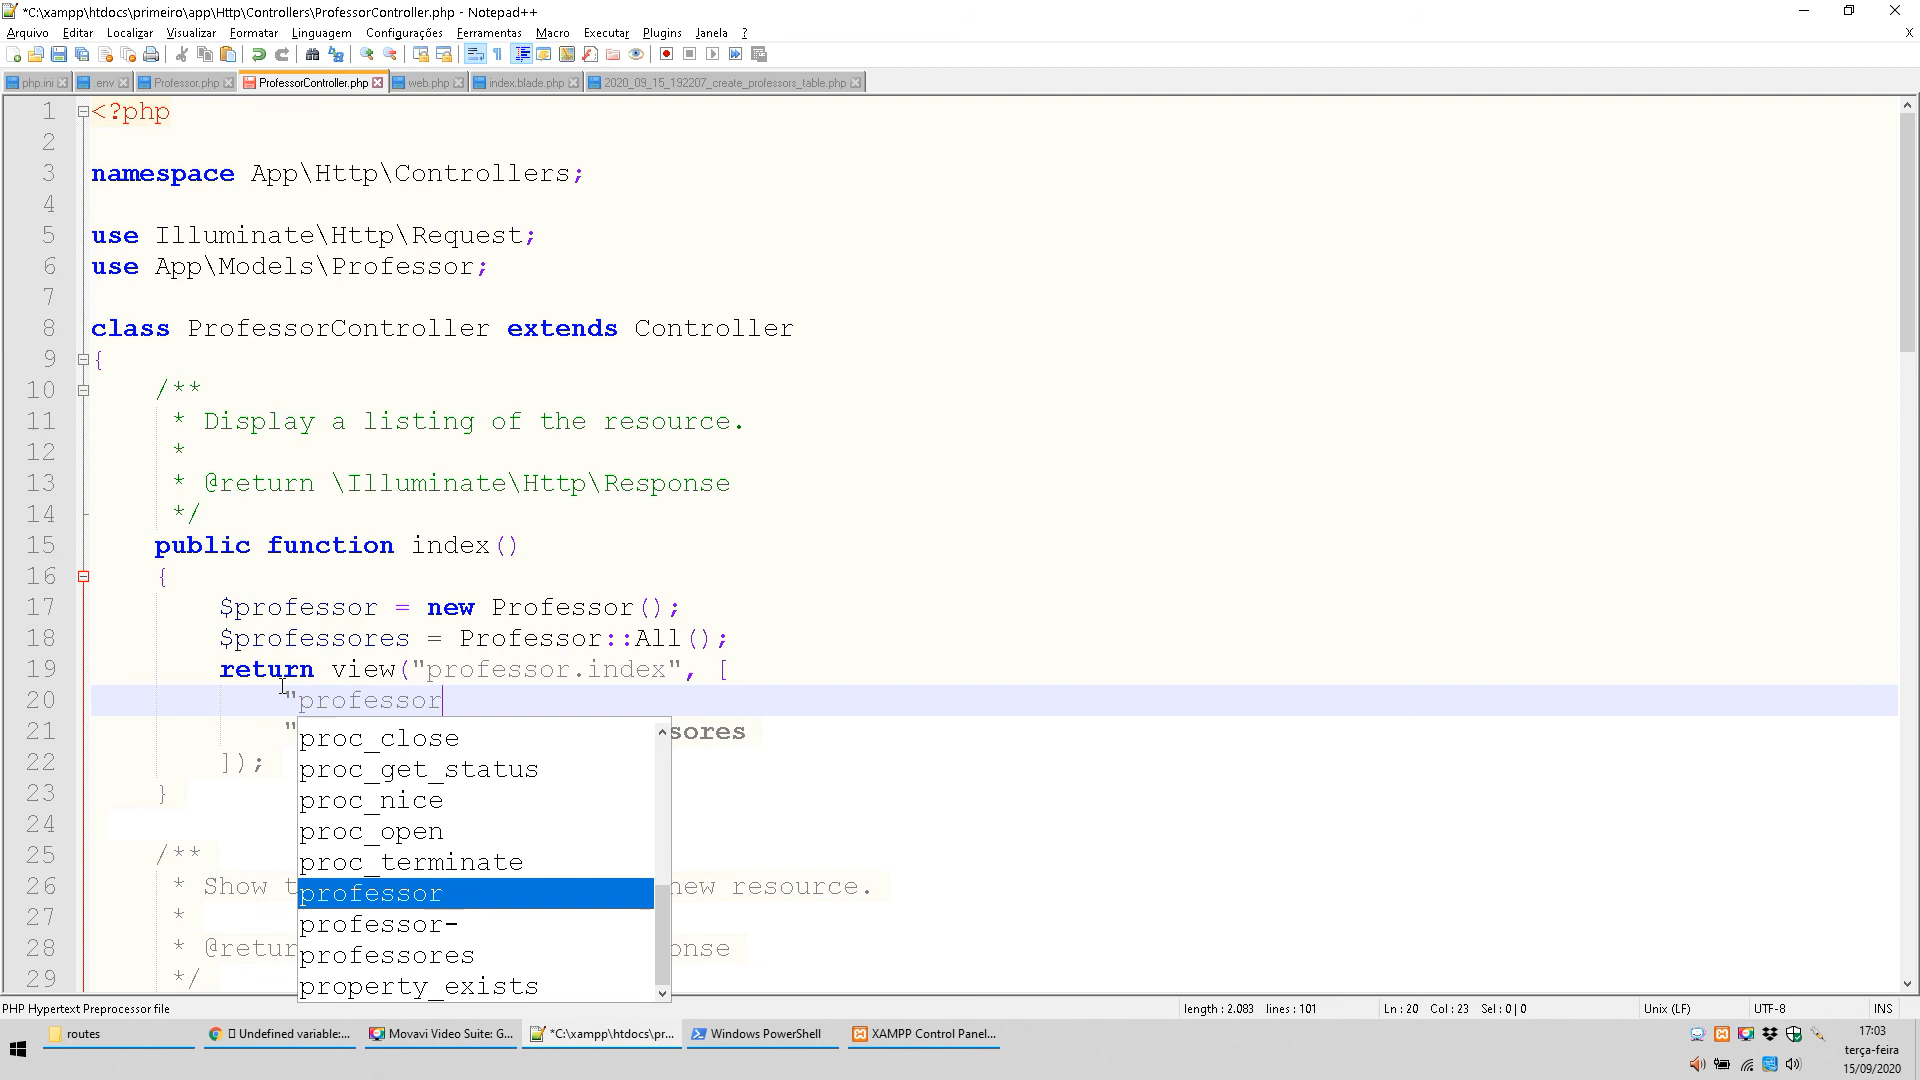 *C:\xampp\htdocs\primeiro\app\Http\Controllers\ProfessorController.php - Notepad++
Arquivo Editar Localizar Visualizar Formatar Linguagem Configurações Ferramentas Macro Executar Plugins Janela ? X
php.ini .env Professor.php ProfessorController.php web.php index.blade.php 2020_09_15_192207_create_professors_table.php
1 <?php
2
3 namespace App\Http\Controllers;
4
5 use Illuminate\Http\Request;
6 use App\Models\Professor;
7
8 class ProfessorController extends Controller
9 {
10 /**
11 * Display a listing of the resource.
12 *
13 * @return \Illuminate\Http\Response
14 */
15 public function index()
16 {
17 $professor = new Professor();
18 $professores = Professor::All();
19 return view("professor.index", [
20 "professor
21 " sores
22 ]);
23 }
24
25 /**
26 * Show t new resource.
27 *
28 * @retur onse
29 */
proc_close
proc_get_status
proc_nice
proc_open
proc_terminate
professor
professor-
professores
property_exists
PHP Hypertext Preprocessor file length : 2.083 lines : 101 Ln : 20 Col : 23 Sel : 0 | 0 Unix (LF) UTF-8 INS
routes Undefined variable:... Movavi Video Suite: G... *C:\xampp\htdocs\pr... Windows PowerShell XAMPP Control Panel...
17:03
terça-feira
15/09/2020